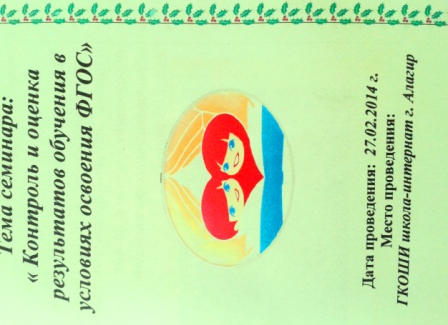 Тема семинара:
« Контроль и оценка
результатов обучения в
условиях освоения ФГОС»
Дата проведения: 27.02.2014 г.
Место проведения:
ГКОШИ школа-интернат г. Алагир